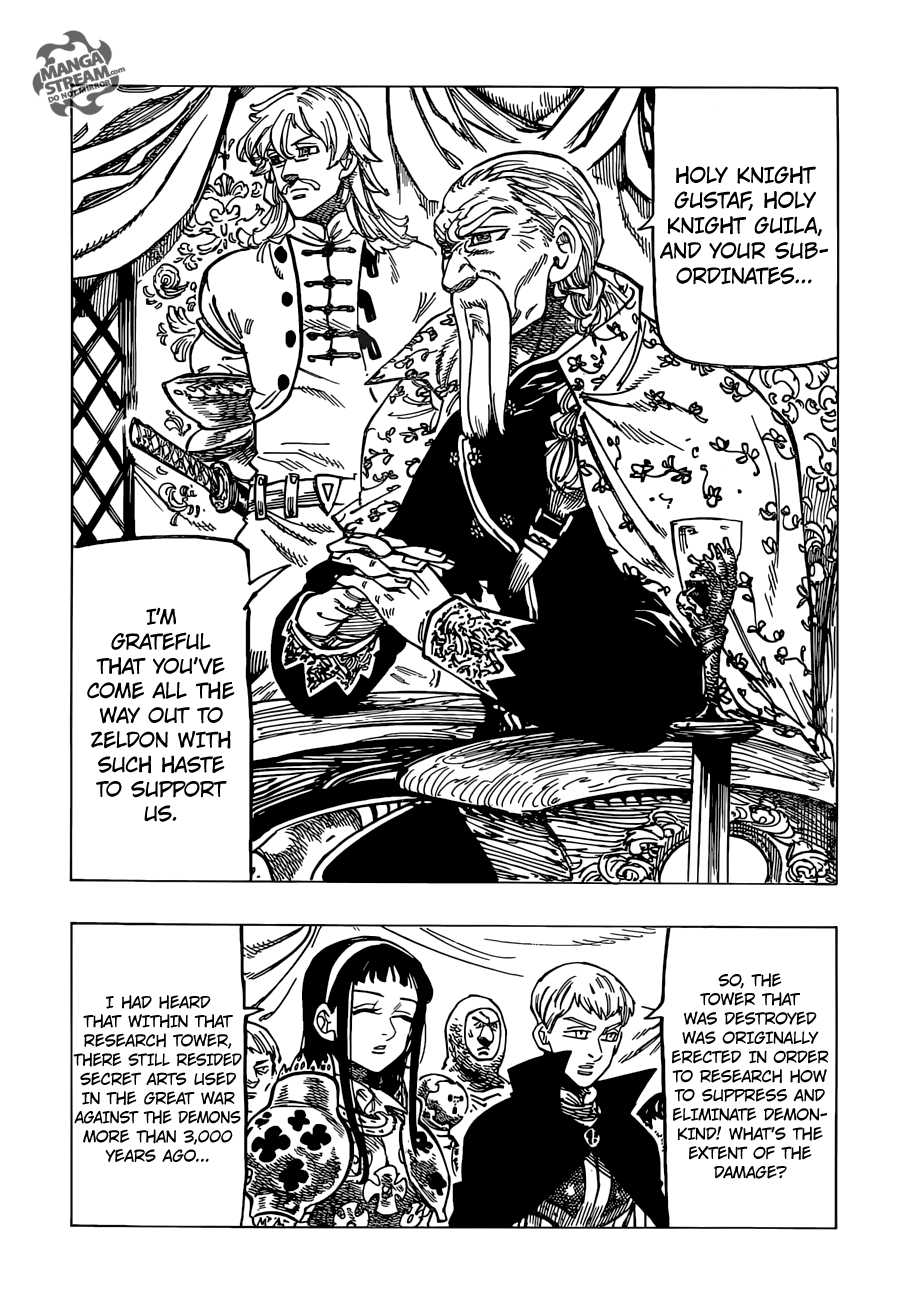 MANGA
STREAM.com
DO NOT MIRROR
HOLY KNIGHT
GUSTAF, HOLY
KNIGHT GUILA,
AND YOUR SUB-
ORDINATES...
I'M
GRATEFUL
THAT YOU'VE
COME ALL THE
WAY OUT TO
ZELDON WITH
SUCH HASTE
TO SUPPORT
US.
SO, THE
TOWER THAT
WAS DESTROYED
WAS ORIGINALLY
ERECTED IN ORDER
TO RESEARCH HOW
TO SUPPRESS AND
ELIMINATE DEMON-
KIND! WHAT'S THE
EXTENT OF THE
DAMAGE?
I HAD HEARD
THAT WITHIN THAT
RESEARCH TOWER,
THERE STILL RESIDED
SECRET ARTS USED
IN THE GREAT WAR
AGAINST THE DEMONS
MORE THAN 3,000
YEARS AGO...